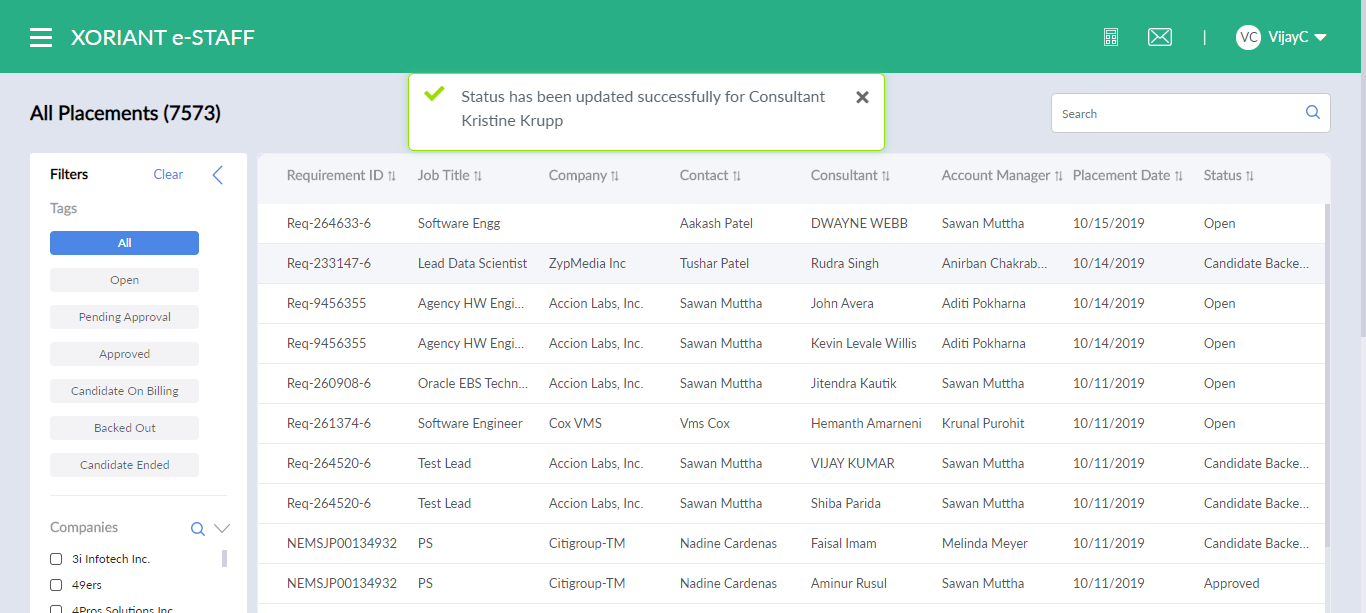 XORIANT e-STAFF
|
VC VijayC
All Placements (7573)
Status has been updated successfully for Consultant
Kristine Krupp
Search
Filters Clear
Tags
All
Open
Pending Approval
Approved
Candidate On Billing
Backed Out
Candidate Ended
Companies
3i Infotech Inc.
49ers
4Pros Solutions Inc
Requirement ID Job Title Company Contact Consultant Account Manager Placement Date Status
Req-264633-6 Software Engg Aakash Patel DWAYNE WEBB Sawan Muttha 10/15/2019 Open
Req-233147-6 Lead Data Scientist ZypMedia Inc Tushar Patel Rudra Singh Anirban Chakrab... 10/14/2019 Candidate Backe...
Req-9456355 Agency HW Engi... Accion Labs, Inc. Sawan Muttha John Avera Aditi Pokharna 10/14/2019 Open
Req-9456355 Agency HW Engi... Accion Labs, Inc. Sawan Muttha Kevin Levale Willis Aditi Pokharna 10/14/2019 Open
Req-260908-6 Oracle EBS Techn... Accion Labs, Inc. Sawan Muttha Jitendra Kautik Sawan Muttha 10/11/2019 Open
Req-261374-6 Software Engineer Cox VMS Vms Cox Hemanth Amarneni Krunal Purohit 10/11/2019 Open
Req-264520-6 Test Lead Accion Labs, Inc. Sawan Muttha VIJAY KUMAR Sawan Muttha 10/11/2019 Candidate Backe...
Req-264520-6 Test Lead Accion Labs, Inc. Sawan Muttha Shiba Parida Sawan Muttha 10/11/2019 Candidate Backe...
NEMSJP00134932 PS Citigroup-TM Nadine Cardenas Faisal Imam Melinda Meyer 10/11/2019 Candidate Backe...
NEMSJP00134932 PS Citigroup-TM Nadine Cardenas Aminur Rusul Sawan Muttha 10/11/2019 Approved